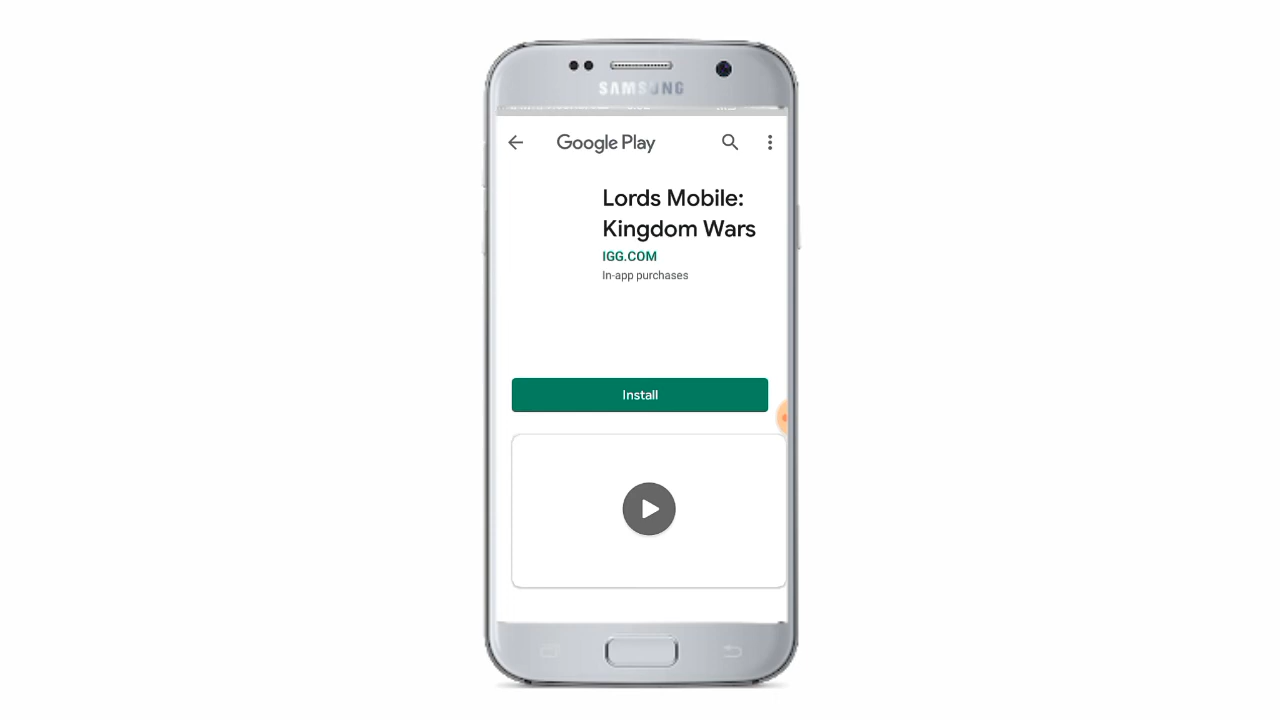 SAMSUNG
Google Play
Lords Mobile:
Kingdom Wars
IGG.COM
In-app purchases
Install